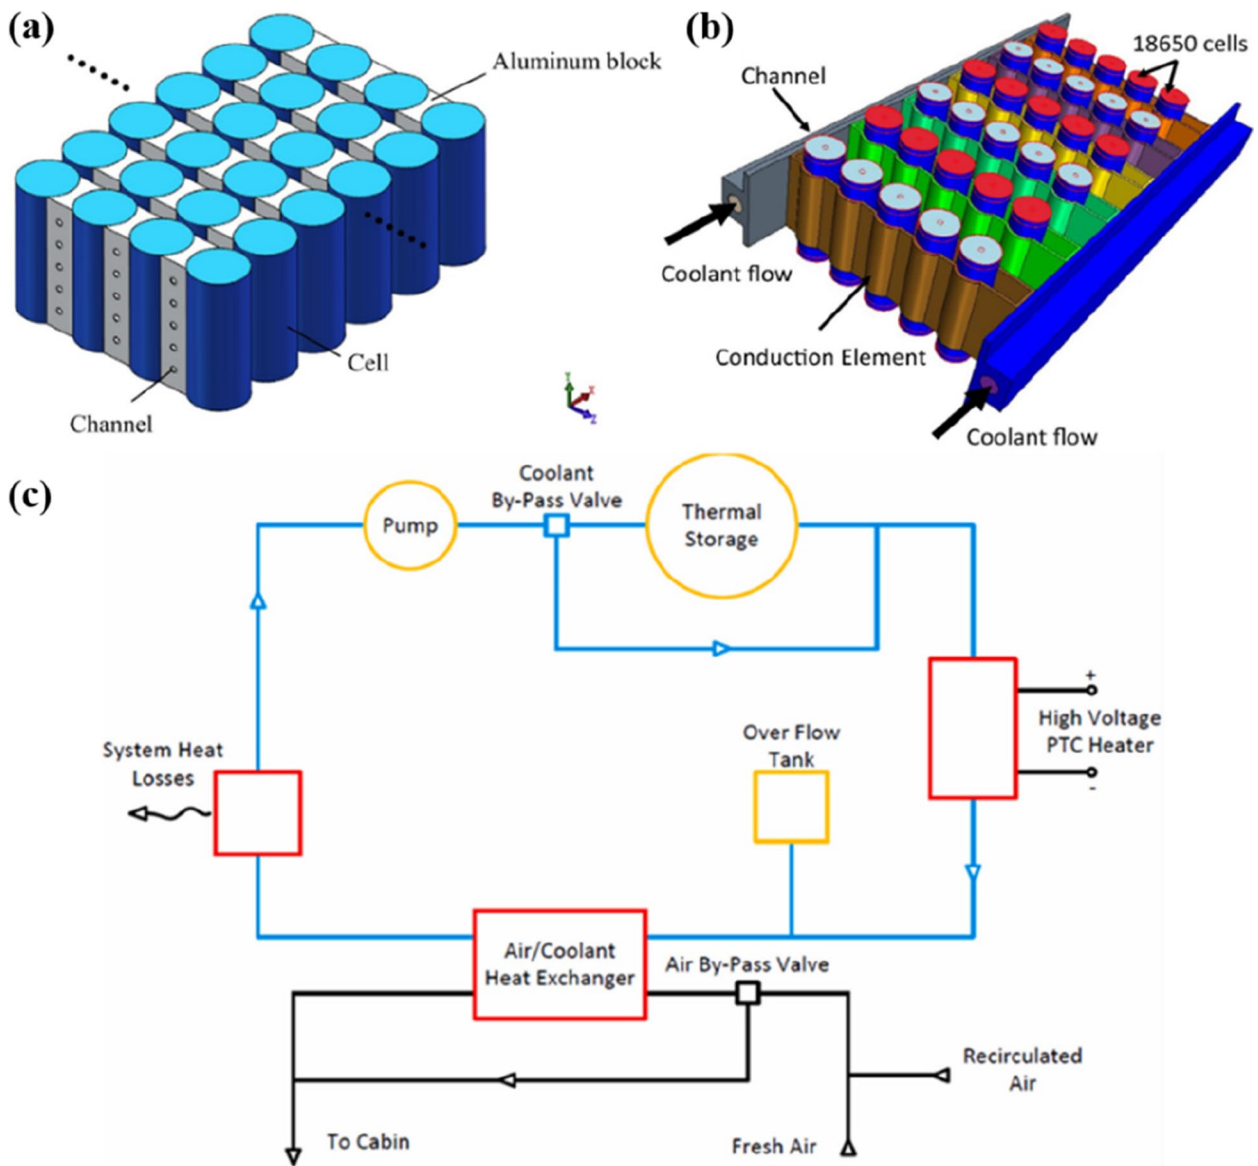 (a)
Aluminum block
Cell
Channel
Y
X
Z
(b)
18650 cells
Channel
Coolant flow
Conduction Element
Coolant flow
(c)
Coolant
By-Pass Valve
Pump
Thermal
Storage
+
High Voltage
PTC Heater
-
Over Flow
Tank
System Heat
Losses
Air/Coolant
Heat Exchanger
Air By-Pass Valve
Recirculated
Air
To Cabin
Fresh Air